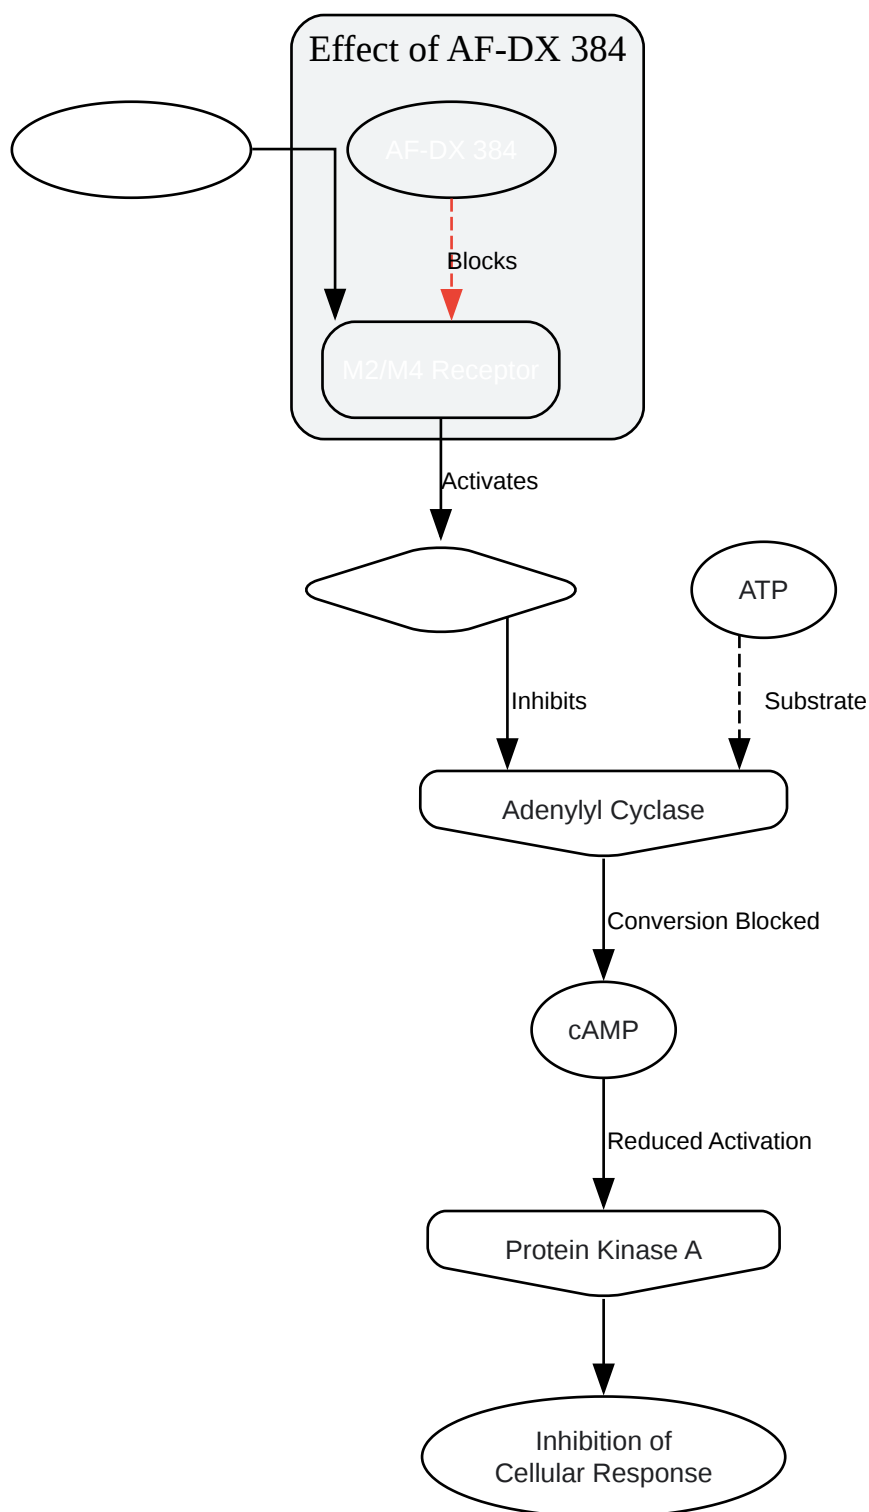 Effect of AF-DX 384
AF-DX 384
Blocks
M2/M4 Receptor
Activates
ATP
Inhibits
Substrate
Adenylyl Cyclase
Conversion Blocked
cAMP
Reduced Activation
Protein Kinase A
Inhibition of
Cellular Response